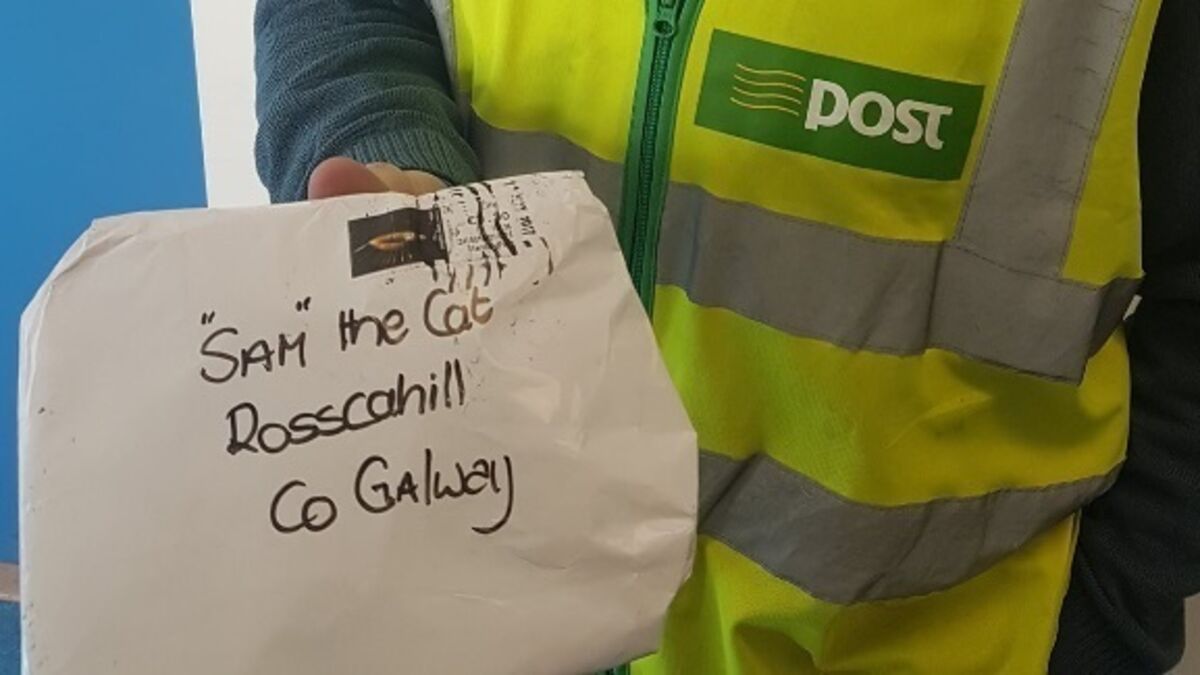 POST
"SAM" the Cat
Rosscahill
Co Galway